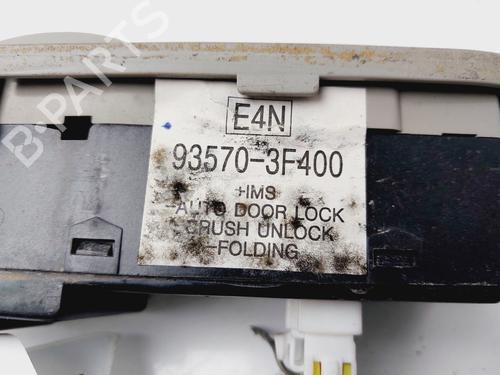 E4N
93570-3F400
+IMS
AUTO DOOR LOCK
CRUSH UNLOCK
-FOLDING
B-PARTS